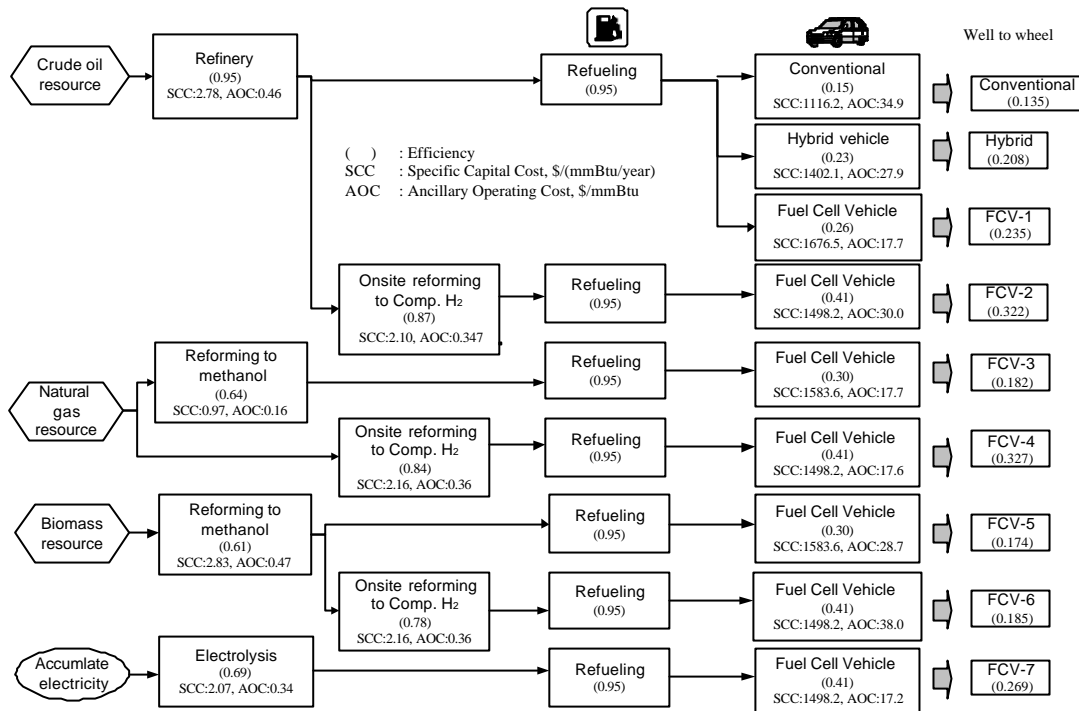 Well to wheel
Crude oil
resource
Refinery
(0.95)
SCC:2.78, AOC:0.46
Refueling
(0.95)
Conventional
(0.15)
SCC:1116.2, AOC:34.9
Conventional
(0.135)
( ) : Efficiency
SCC : Specific Capital Cost, $/(mmBtu/year)
AOC : Ancillary Operating Cost, $/mmBtu
Hybrid vehicle
(0.23)
SCC:1402.1, AOC:27.9
Hybrid
(0.208)
Fuel Cell Vehicle
(0.26)
SCC:1676.5, AOC:17.7
FCV-1
(0.235)
Onsite reforming
to Comp. H2
(0.87)
SCC:2.10, AOC:0.347
Refueling
(0.95)
Fuel Cell Vehicle
(0.41)
SCC:1498.2, AOC:30.0
FCV-2
(0.322)
Natural
gas
resource
Reforming to
methanol
(0.64)
SCC:0.97, AOC:0.16
Refueling
(0.95)
Fuel Cell Vehicle
(0.30)
SCC:1583.6, AOC:17.7
FCV-3
(0.182)
Onsite reforming
to Comp. H2
(0.84)
SCC:2.16, AOC:0.36
Refueling
(0.95)
Fuel Cell Vehicle
(0.41)
SCC:1498.2, AOC:17.6
FCV-4
(0.327)
Biomass
resource
Reforming to
methanol
(0.61)
SCC:2.83, AOC:0.47
Refueling
(0.95)
Fuel Cell Vehicle
(0.30)
SCC:1583.6, AOC:28.7
FCV-5
(0.174)
Onsite reforming
to Comp. H2
(0.78)
SCC:2.16, AOC:0.36
Refueling
(0.95)
Fuel Cell Vehicle
(0.41)
SCC:1498.2, AOC:38.0
FCV-6
(0.185)
Accumlate
electricity
Electrolysis
(0.69)
SCC:2.07, AOC:0.34
Refueling
(0.95)
Fuel Cell Vehicle
(0.41)
SCC:1498.2, AOC:17.2
FCV-7
(0.269)